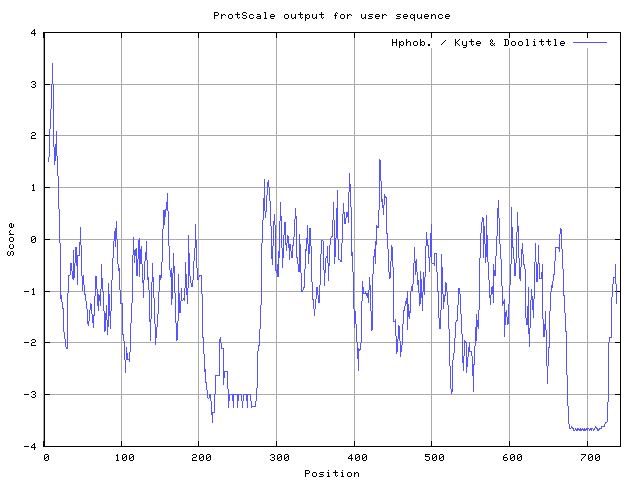 ProtScale output for user sequence
Hphob. / Kyte & Doolittle
4
3
2
1
0
-1
-2
-3
-4
Score
0 100 200 300 400 500 600 700
Position